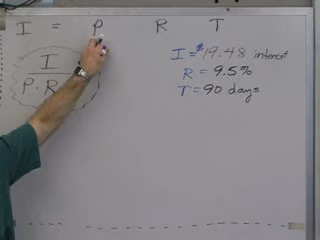 I = P R T
I
P · R
I = $19.48 interest
R = 9.5%
T = 90 days